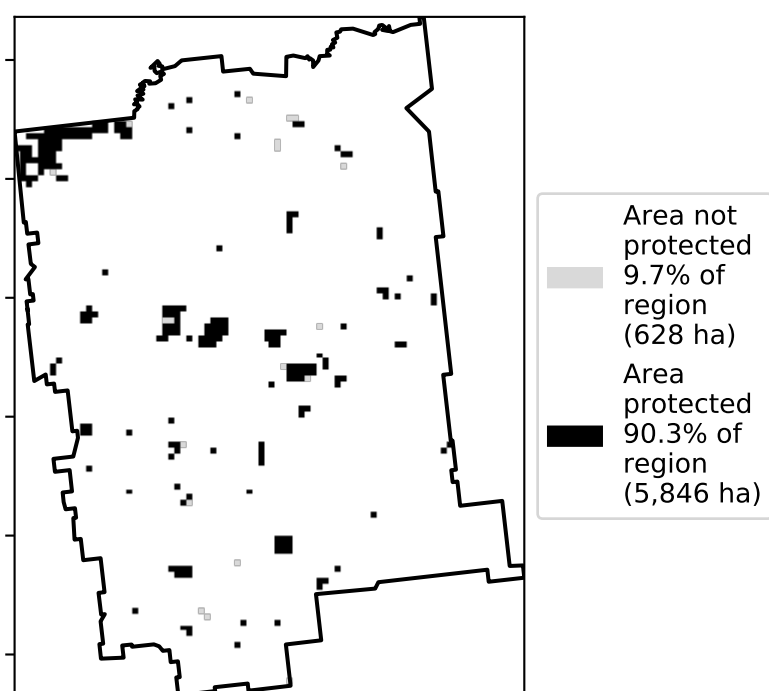 Area not
protected
9.7% of
region
(628 ha)
Area
protected
90.3% of
region
(5,846 ha)